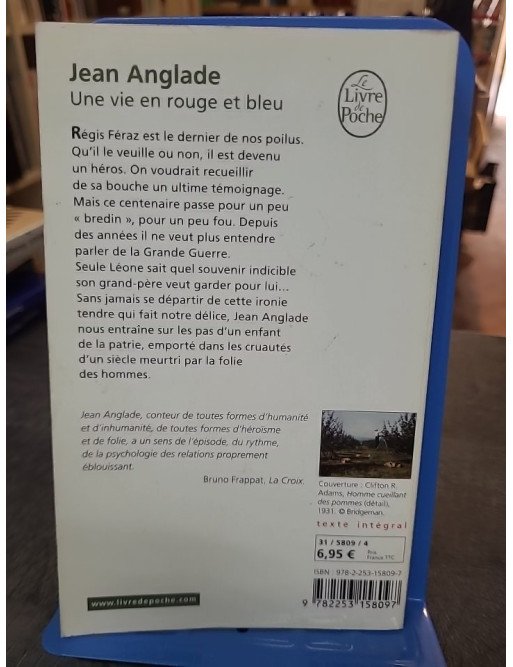 Jean Anglade
Une vie en rouge et bleu
Le
Livre
de
Poche
Régis Féraz est le dernier de nos poilus.
Qu'il le veuille ou non, il est devenu
un héros. On voudrait recueillir
de sa bouche un ultime témoignage.
Mais ce centenaire passe pour un peu
« bredin », pour un peu fou. Depuis
des années il ne veut plus entendre
parler de la Grande Guerre.
Seule Léone sait quel souvenir indicible
son grand-père veut garder pour lui...
Sans jamais se départir de cette ironie
tendre qui fait notre délice, Jean Anglade
nous entraîne sur les pas d'un enfant
de la patrie, emporté dans les cruautés
d'un siècle meurtri par la folie
des hommes.
Jean Anglade, conteur de toutes formes d'humanité
et d'inhumanité, de toutes formes d'héroïsme
et de folie, a un sens de l'épisode, du rythme,
de la psychologie des relations proprement
éblouissant.
Bruno Frappat, La Croix.
Couverture : Clifton R.
Adams, Homme cueillant
des pommes (détail),
1931. © Bridgeman.
texte intégral
31 / 5809 / 4
6,95 €
Prix
France TTC
ISBN : 978-2-253-15809-7
9 782253 158097
www.livredepoche.com